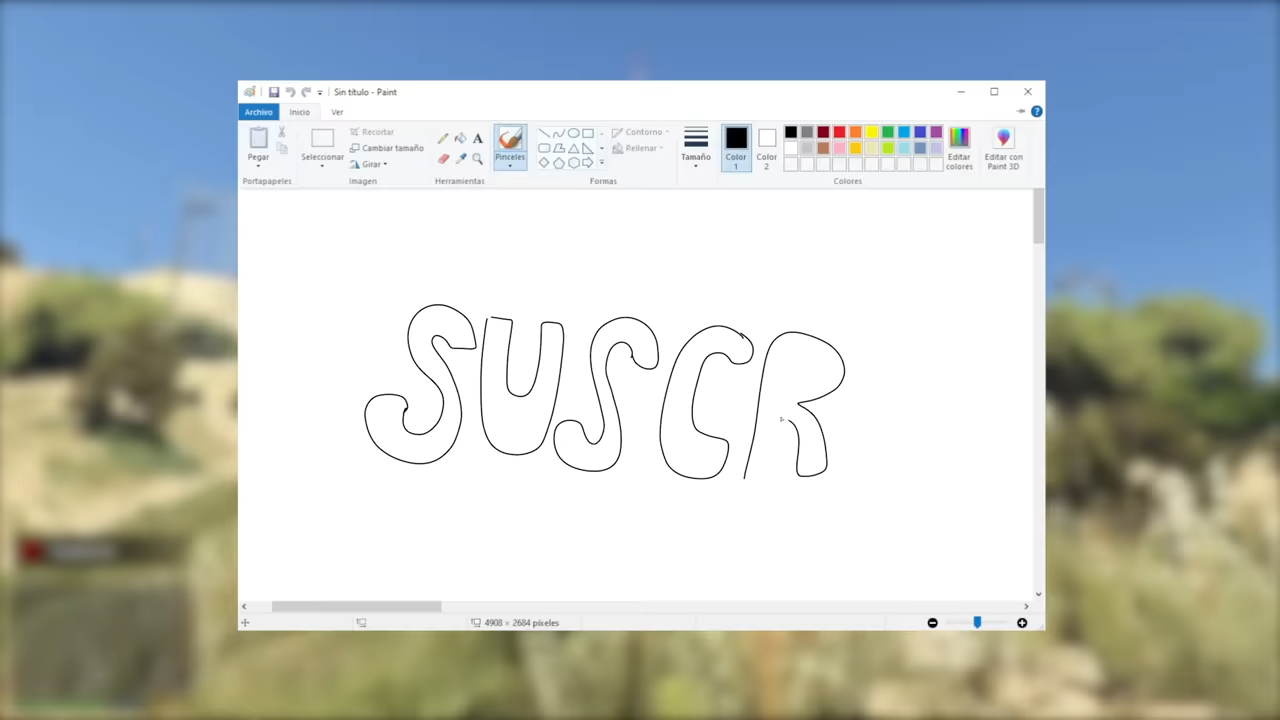 Sin título - Paint
Archivo Inicio Ver
Pegar
Seleccionar
Recortar
Cambiar tamaño
Girar
A
Pinceles
Contorno
Rellenar
Tamaño
Color 1
Color 2
Editar colores
Editar con Paint 3D
Portapapeles Imagen Herramientas Formas Colores
SUSCR
4908 × 2684 píxeles